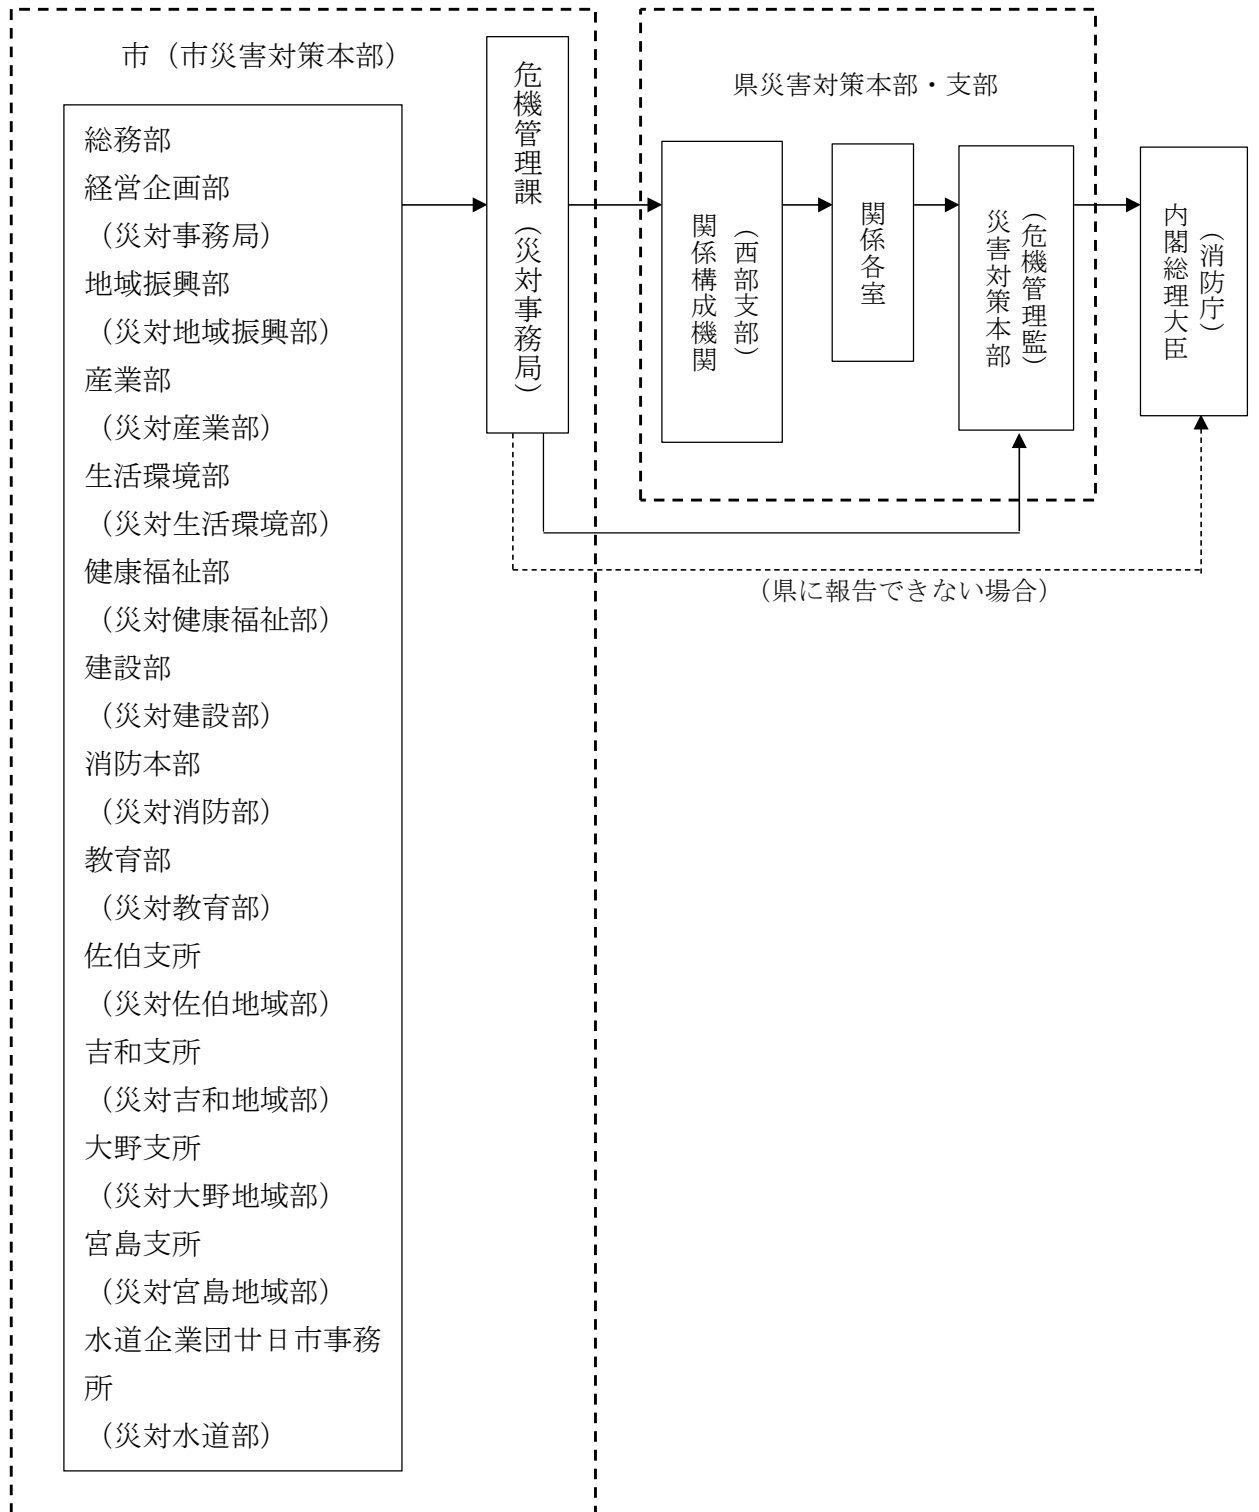 市（市災害対策本部）
総務部
経営企画部
（災対事務局）
地域振興部
（災対地域振興部）
産業部
（災対産業部）
生活環境部
（災対生活環境部）
健康福祉部
（災対健康福祉部）
建設部
（災対建設部）
消防本部
（災対消防部）
教育部
（災対教育部）
佐伯支所
（災対佐伯地域部）
吉和支所
（災対吉和地域部）
大野支所
（災対大野地域部）
宮島支所
（災対宮島地域部）
水道企業団廿日市事務
所
（災対水道部）
危機管理課（災対事務局）
県災害対策本部・支部
（西部支部）
関係構成機関
関係各室
（危機管理監）
災害対策本部
（消防庁）
内閣総理大臣
（県に報告できない場合）